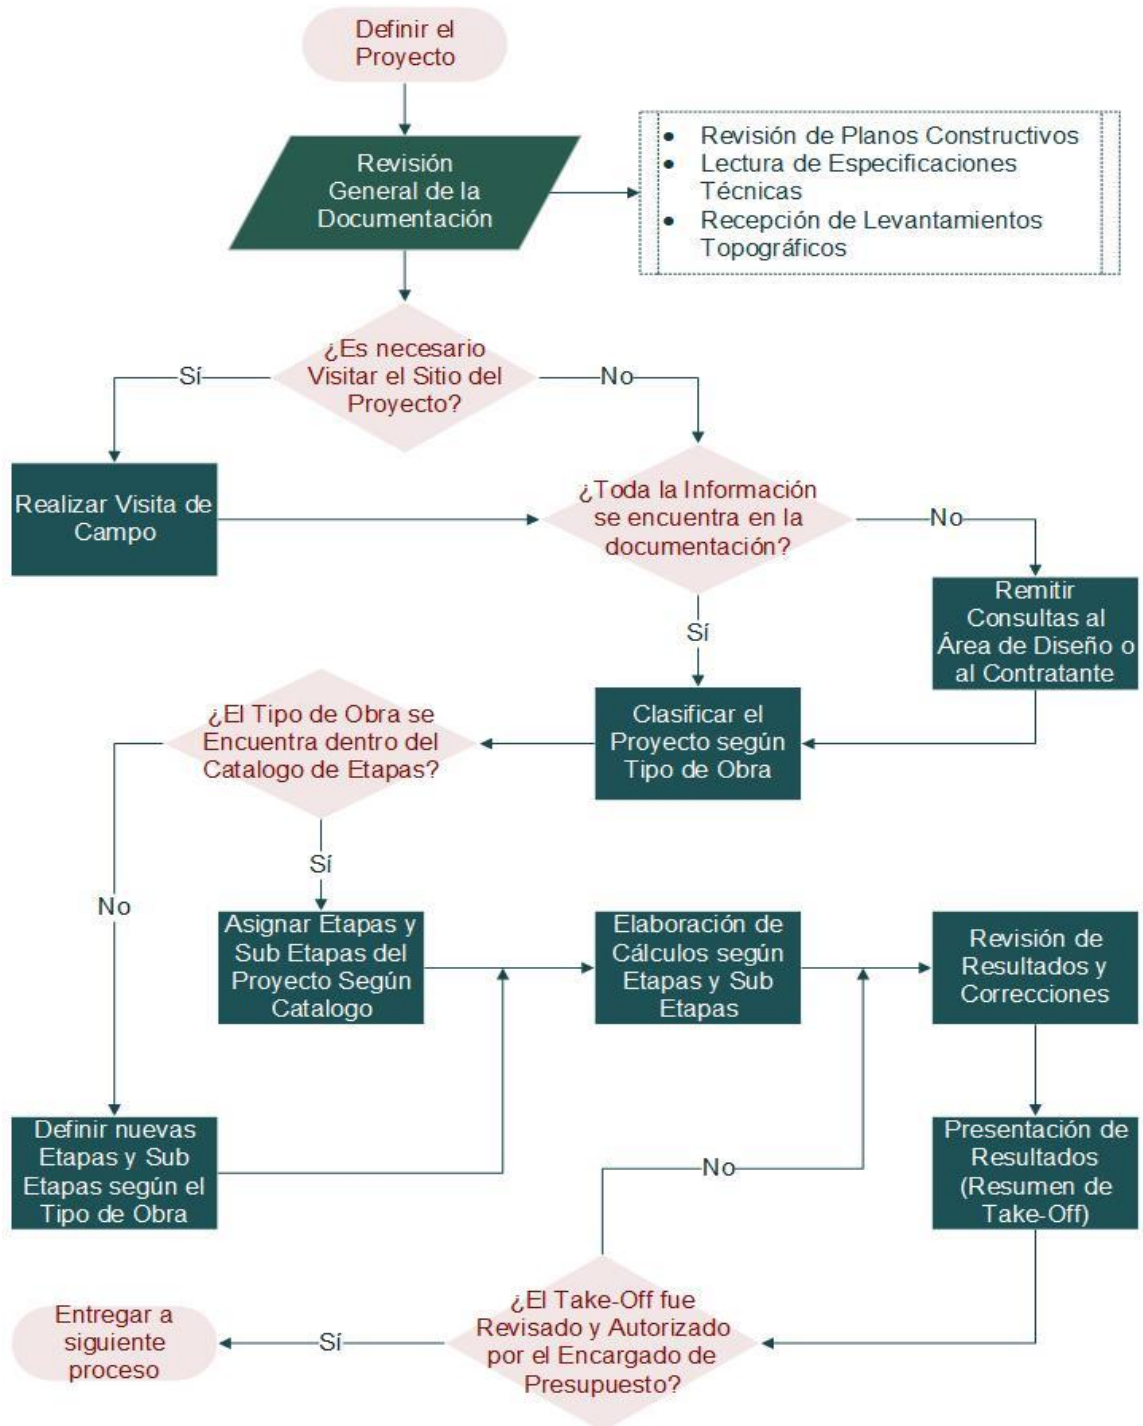 Definir el
Proyecto
Revisión
General de la
Documentación
• Revisión de Planos Constructivos
• Lectura de Especificaciones
Técnicas
• Recepción de Levantamientos
Topográficos
¿Es necesario
Visitar el Sitio del
Proyecto?
Sí
No
Realizar Visita de
Campo
¿Toda la Información
se encuentra en la
documentación?
No
Sí
Remitir
Consultas al
Área de Diseño o
al Contratante
Clasificar el
Proyecto según
Tipo de Obra
¿El Tipo de Obra se
Encuentra dentro del
Catalogo de Etapas?
Sí
No
Asignar Etapas y
Sub Etapas del
Proyecto Según
Catalogo
Elaboración de
Cálculos según
Etapas y Sub
Etapas
Revisión de
Resultados y
Correcciones
Definir nuevas
Etapas y Sub
Etapas según el
Tipo de Obra
Presentación de
Resultados
(Resumen de
Take-Off)
No
¿El Take-Off fue
Revisado y Autorizado
por el Encargado de
Presupuesto?
Sí
Entregar a
siguiente
proceso